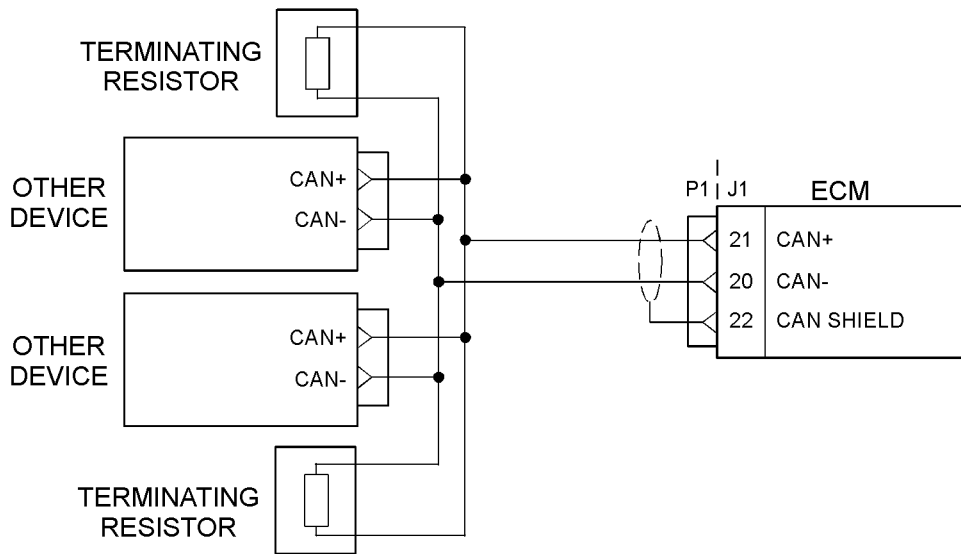 TERMINATING
RESISTOR
OTHER
DEVICE
CAN+
CAN-
P1 J1 ECM
21 CAN+
20 CAN-
22 CAN SHIELD
OTHER
DEVICE
CAN+
CAN-
TERMINATING
RESISTOR